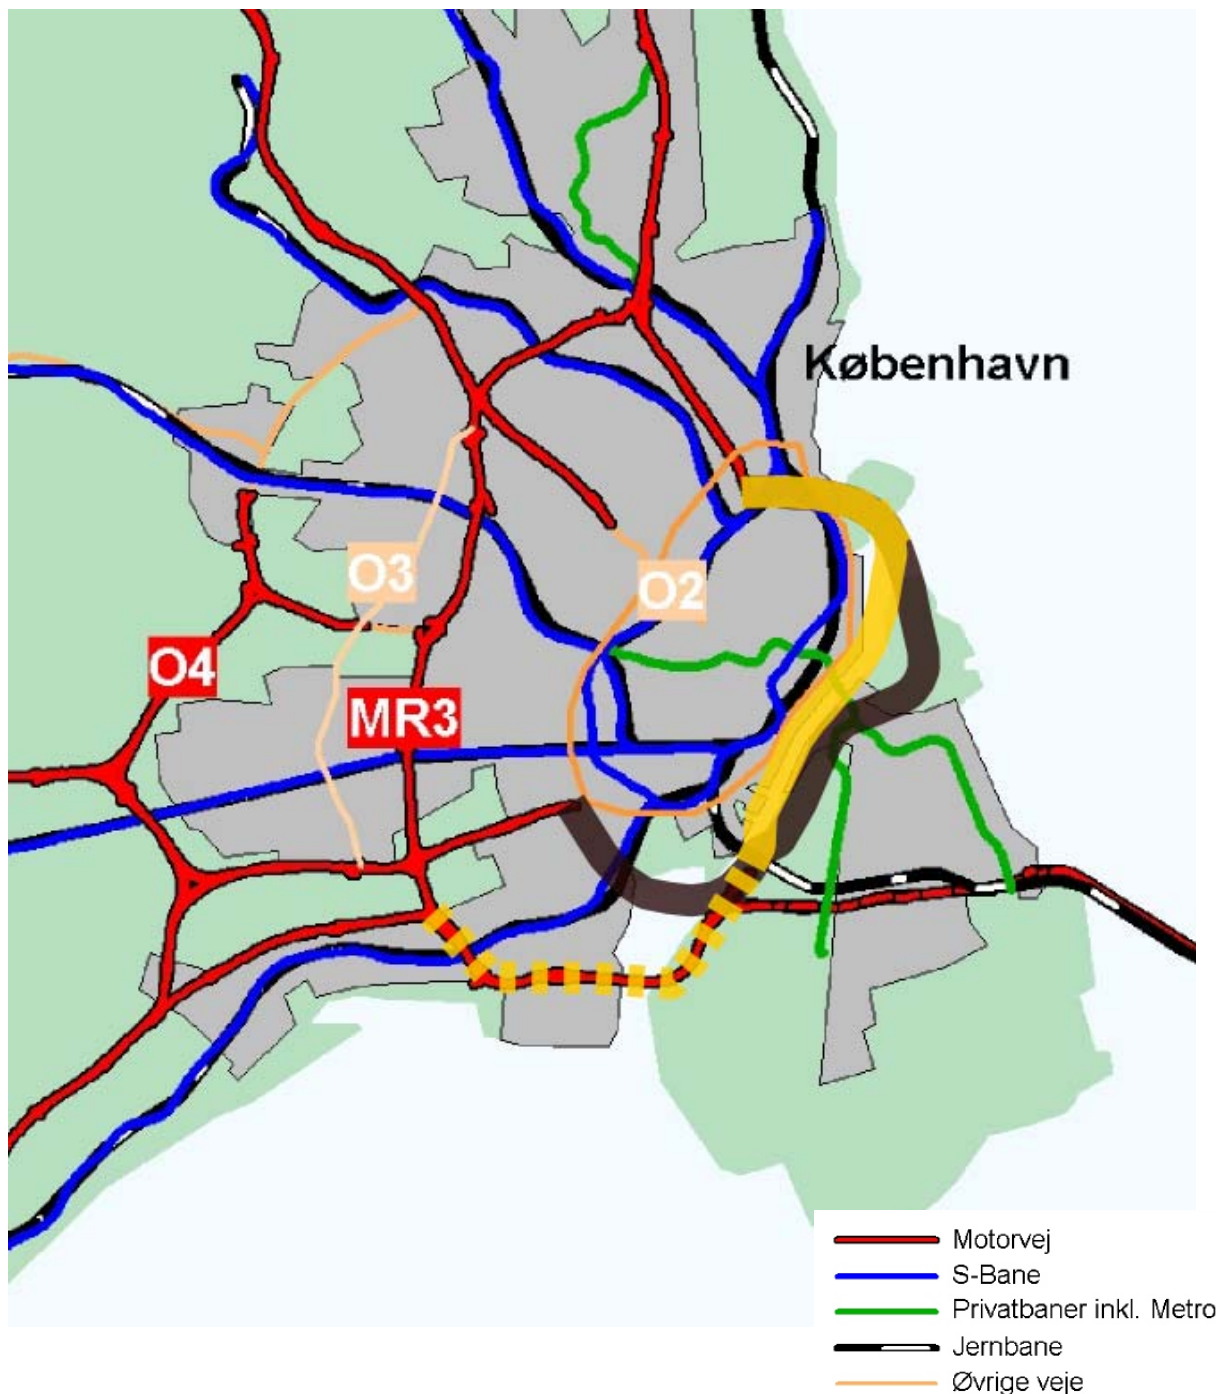 København
O3
O2
O4
MR3
Motorvej
S-Bane
Privatbaner inkl. Metro
Jernbane
Øvrige veje